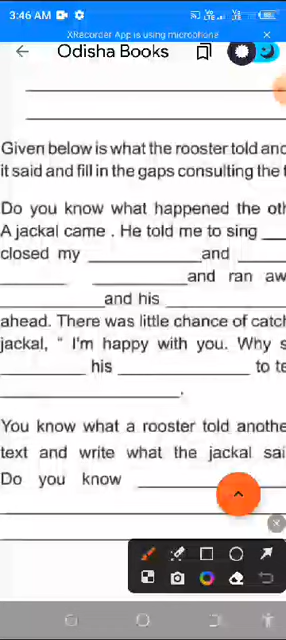 3:46 AM
XRecorder App is using microphone
Odisha Books
Given below is what the rooster told and
it said and fill in the gaps consulting the
Do you know what happened the oth
A jackal came . He told me to sing
closed my and
and ran aw
and his
ahead. There was little chance of catch
jackal, " I'm happy with you. Why s
his to te
You know what a rooster told anothe
text and write what the jackal sai
Do you know